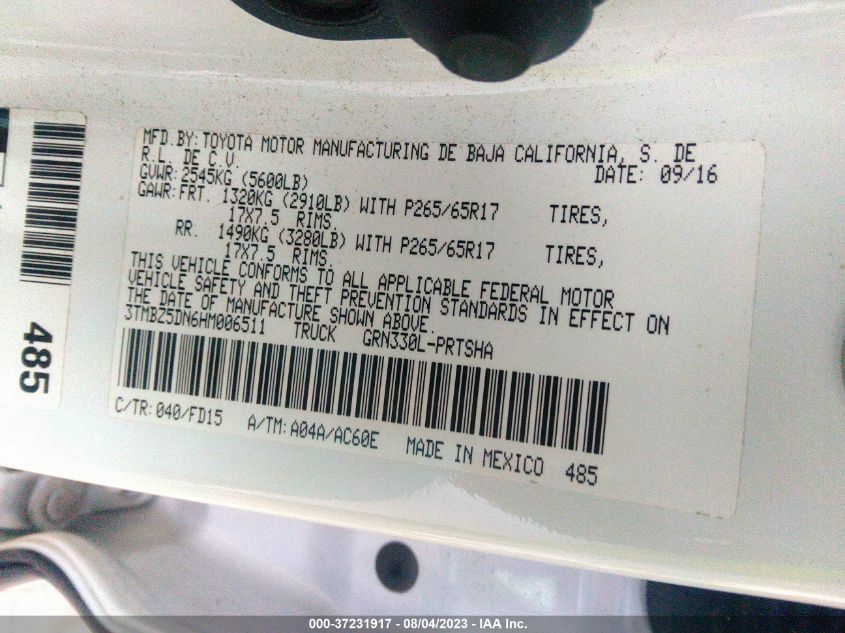 MFD.BY:TOYOTA MOTOR MANUFACTURING DE BAJA CALIFORNIA, S. DE
R.L. DE C.V. DATE: 09/16
GVWR:2545KG (5600LB)
GAWR:FRT. 1320KG (2910LB) WITH P265/65R17 TIRES,
17X7.5 RIMS.
RR. 1490KG (3280LB) WITH P265/65R17 TIRES,
17X7.5 RIMS.
THIS VEHICLE CONFORMS TO ALL APPLICABLE FEDERAL MOTOR
VEHICLE SAFETY AND THEFT PREVENTION STANDARDS IN EFFECT ON
THE DATE OF MANUFACTURE SHOWN ABOVE.
3TMBZ5DN6HM006511 TRUCK GRN330L-PRTSHA
C/TR:040/FD15 A/TM:A04A/AC60E MADE IN MEXICO 485
485
000-37231917 - 08/04/2023 - IAA Inc.